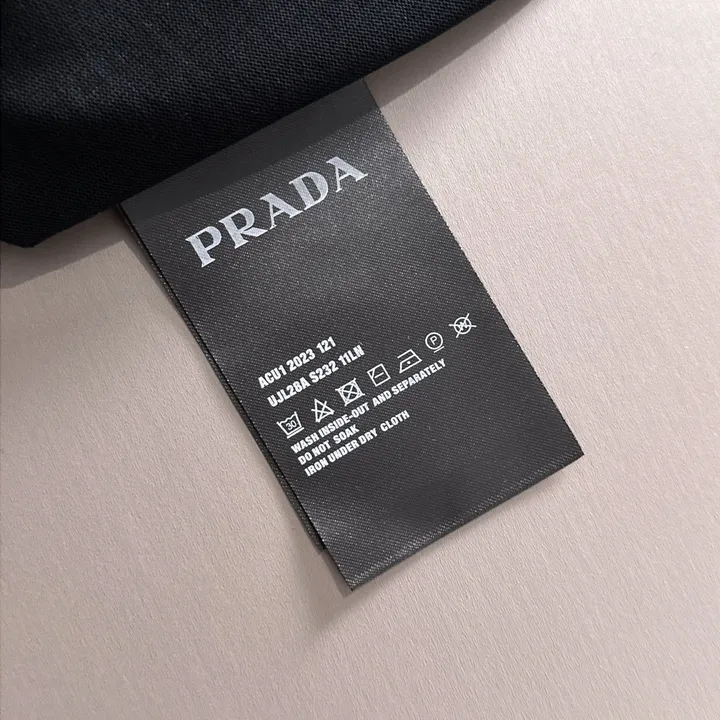 PRADA
ACU1 2023 121
UJL28A S232 11LN
30
P
W
WASH INSIDE-OUT AND SEPARATELY
DO NOT SOAK
IRON UNDER DRY CLOTH